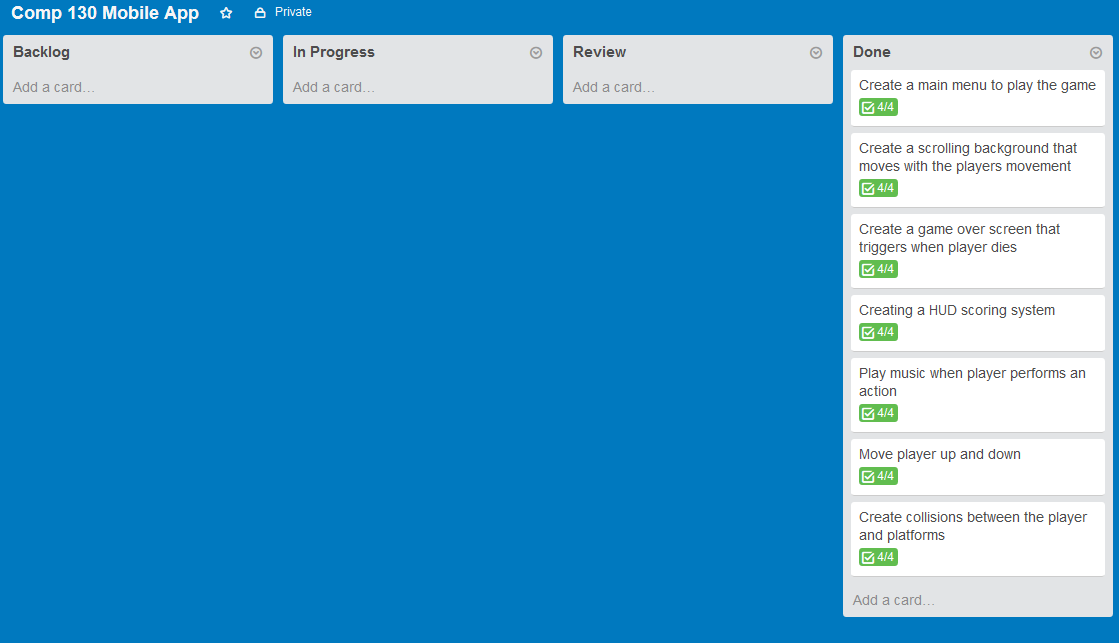 Comp 130 Mobile App Private
Backlog
Add a card...
In Progress
Add a card...
Review
Add a card...
Done
Create a main menu to play the game
4/4
Create a scrolling background that
moves with the players movement
4/4
Create a game over screen that
triggers when player dies
4/4
Creating a HUD scoring system
4/4
Play music when player performs an
action
4/4
Move player up and down
4/4
Create collisions between the player
and platforms
4/4
Add a card...